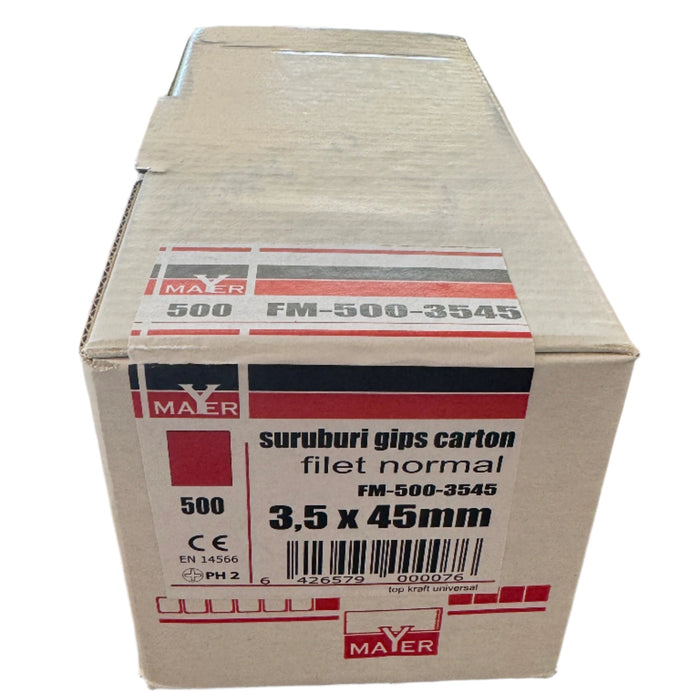 MAYER
500 FM-500-3545
MAYER
suruburi gips carton
filet normal
FM-500-3545
500
3,5 x 45mm
CE
EN 14566
PH 2
6 426579 000076
top kraft universal
MAYER